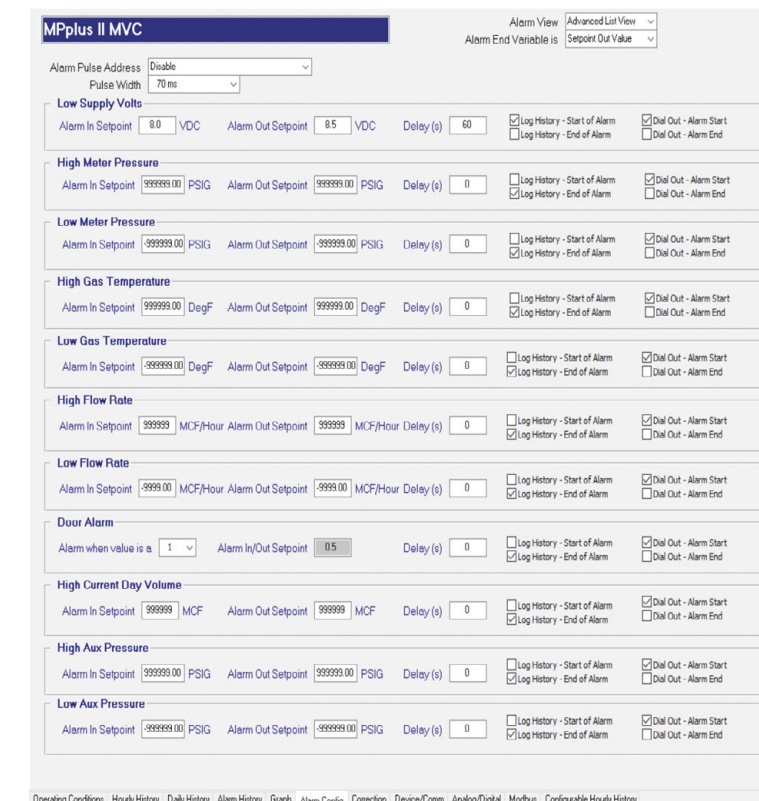 MPplus II MVC
Alarm View Advanced List View
Alarm End Variable is Setpoint Out Value
Alarm Pulse Address Disable
Pulse Width 70 ms
Low Supply Volts
Alarm In Setpoint 8.0 VDC Alarm Out Setpoint 8.5 VDC Delay (s) 60 Log History - Start of Alarm Dial Out - Alarm Start
Log History - End of Alarm Dial Out - Alarm End
High Meter Pressure
Alarm In Setpoint 999999.00 PSIG Alarm Out Setpoint 999999.00 PSIG Delay (s) 0 Log History - Start of Alarm Dial Out - Alarm Start
Log History - End of Alarm Dial Out - Alarm End
Low Meter Pressure
Alarm In Setpoint -999999.00 PSIG Alarm Out Setpoint -999999.00 PSIG Delay (s) 0 Log History - Start of Alarm Dial Out - Alarm Start
Log History - End of Alarm Dial Out - Alarm End
High Gas Temperature
Alarm In Setpoint 999999.00 DegF Alarm Out Setpoint 999999.00 DegF Delay (s) 0 Log History - Start of Alarm Dial Out - Alarm Start
Log History - End of Alarm Dial Out - Alarm End
Low Gas Temperature
Alarm In Setpoint -999999.00 DegF Alarm Out Setpoint -999999.00 DegF Delay (s) 0 Log History - Start of Alarm Dial Out - Alarm Start
Log History - End of Alarm Dial Out - Alarm End
High Flow Rate
Alarm In Setpoint 999999 MCF/Hour Alarm Out Setpoint 999999 MCF/Hour Delay (s) 0 Log History - Start of Alarm Dial Out - Alarm Start
Log History - End of Alarm Dial Out - Alarm End
Low Flow Rate
Alarm In Setpoint -9999.00 MCF/Hour Alarm Out Setpoint -9999.00 MCF/Hour Delay (s) 0 Log History - Start of Alarm Dial Out - Alarm Start
Log History - End of Alarm Dial Out - Alarm End
Door Alarm
Alarm when value is a 1 Alarm In/Out Setpoint 0.5 Delay (s) 0 Log History - Start of Alarm Dial Out - Alarm Start
Log History - End of Alarm Dial Out - Alarm End
High Current Day Volume
Alarm In Setpoint 999999 MCF Alarm Out Setpoint 999999 MCF Delay (s) 0 Log History - Start of Alarm Dial Out - Alarm Start
Log History - End of Alarm Dial Out - Alarm End
High Aux Pressure
Alarm In Setpoint 999999.00 PSIG Alarm Out Setpoint 999999.00 PSIG Delay (s) 0 Log History - Start of Alarm Dial Out - Alarm Start
Log History - End of Alarm Dial Out - Alarm End
Low Aux Pressure
Alarm In Setpoint -999999.00 PSIG Alarm Out Setpoint -999999.00 PSIG Delay (s) 0 Log History - Start of Alarm Dial Out - Alarm Start
Log History - End of Alarm Dial Out - Alarm End
Operating Conditions Hourly History Daily History Alarm History Graph Alarm Config Correction Device/Comm Analog/Digital Modbus Configurable Hourly History